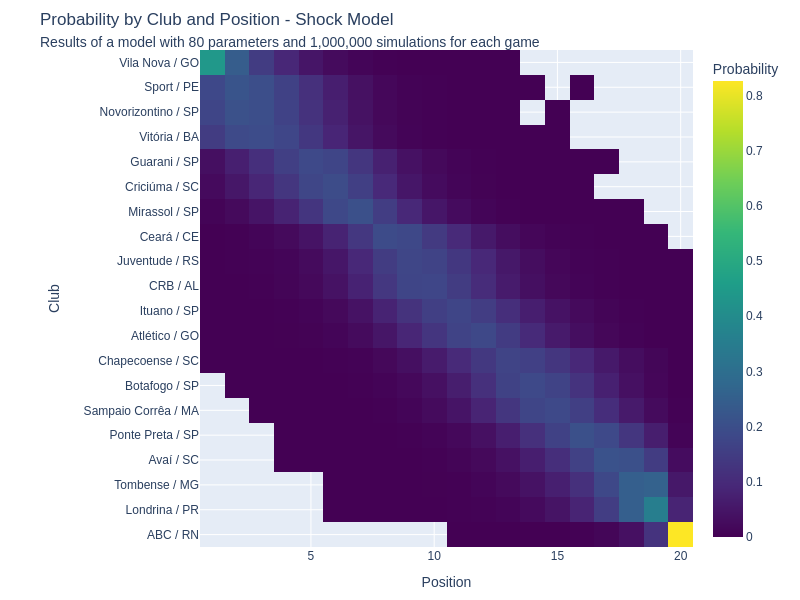 Probability by Club and Position - Shock Model
Results of a model with 80 parameters and 1,000,000 simulations for each game
Probability
Vila Nova / GO
Sport / PE
Novorizontino / SP
Vitória / BA
Guarani / SP
Criciúma / SC
Mirassol / SP
Ceará / CE
Juventude / RS
CRB / AL
Ituano / SP
Atlético / GO
Chapecoense / SC
Botafogo / SP
Sampaio Corrêa / MA
Ponte Preta / SP
Avaí / SC
Tombense / MG
Londrina / PR
ABC / RN
Club
5
10
15
20
Position
0.8
0.7
0.6
0.5
0.4
0.3
0.2
0.1
0